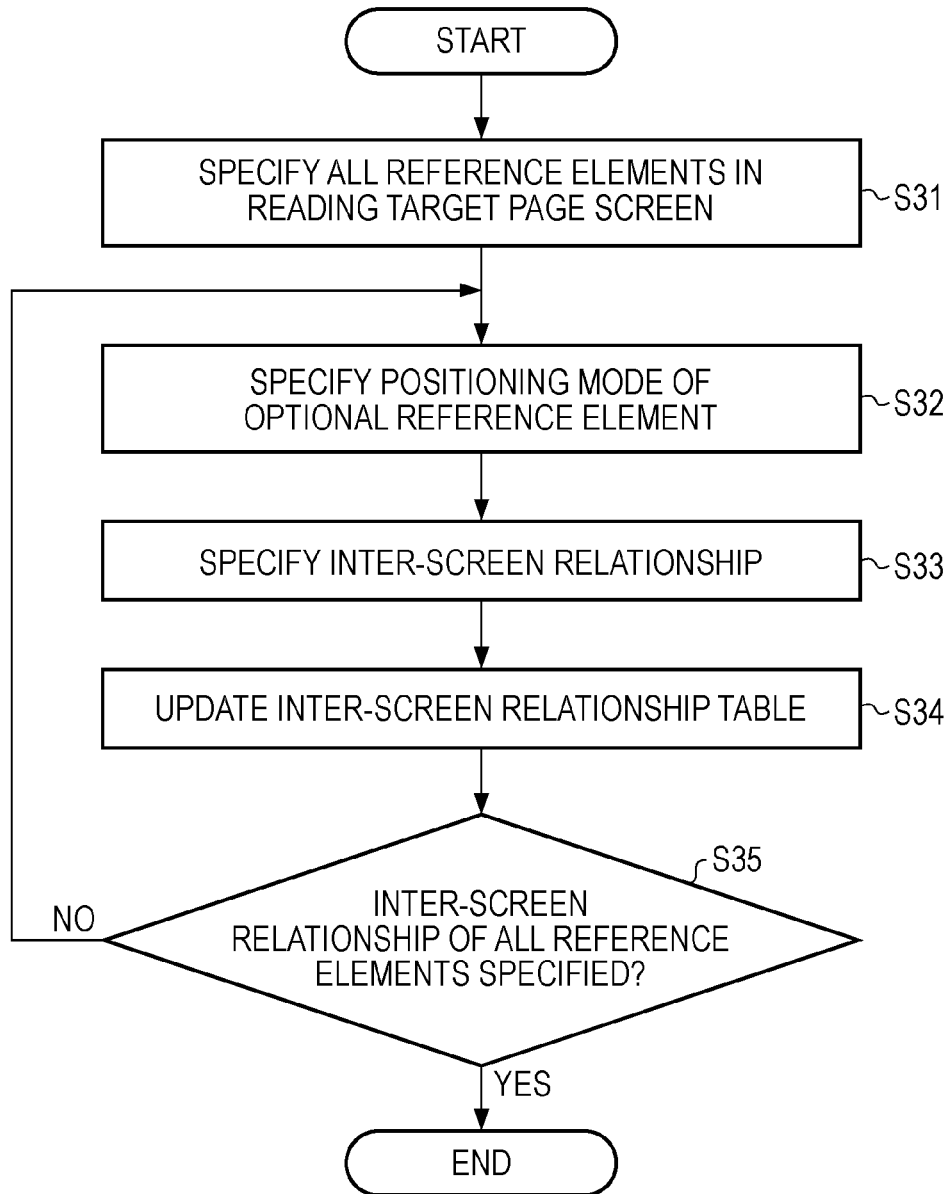 START
SPECIFY ALL REFERENCE ELEMENTS IN
READING TARGET PAGE SCREEN
S31
SPECIFY POSITIONING MODE OF
OPTIONAL REFERENCE ELEMENT
S32
SPECIFY INTER-SCREEN RELATIONSHIP
S33
UPDATE INTER-SCREEN RELATIONSHIP TABLE
S34
S35
INTER-SCREEN
RELATIONSHIP OF ALL REFERENCE
ELEMENTS SPECIFIED?
NO
YES
END